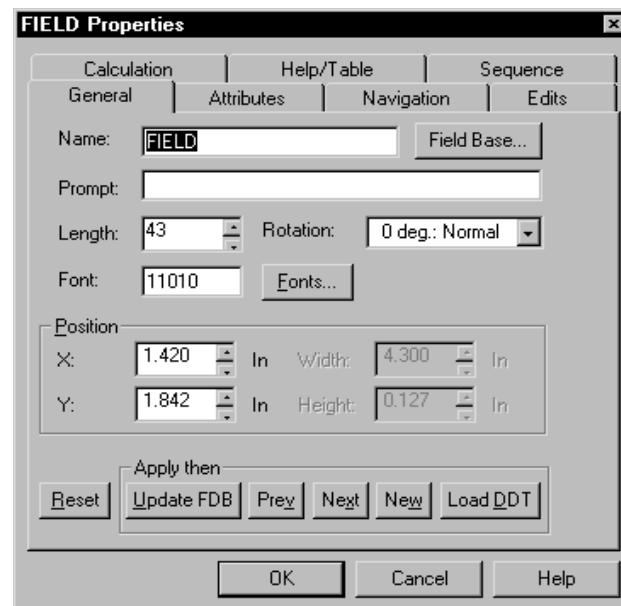 FIELD Properties
Calculation Help/Table Sequence
General Attributes Navigation Edits
Name: FIELD Field Base...
Prompt:
Length: 43 Rotation: 0 deg.: Normal
Font: 11010 Fonts...
Position
X: 1.420 In Width: 4.300 In
Y: 1.842 In Height: 0.127 In
Apply then
Reset Update FDB Prev Next New Load DDT
OK Cancel Help